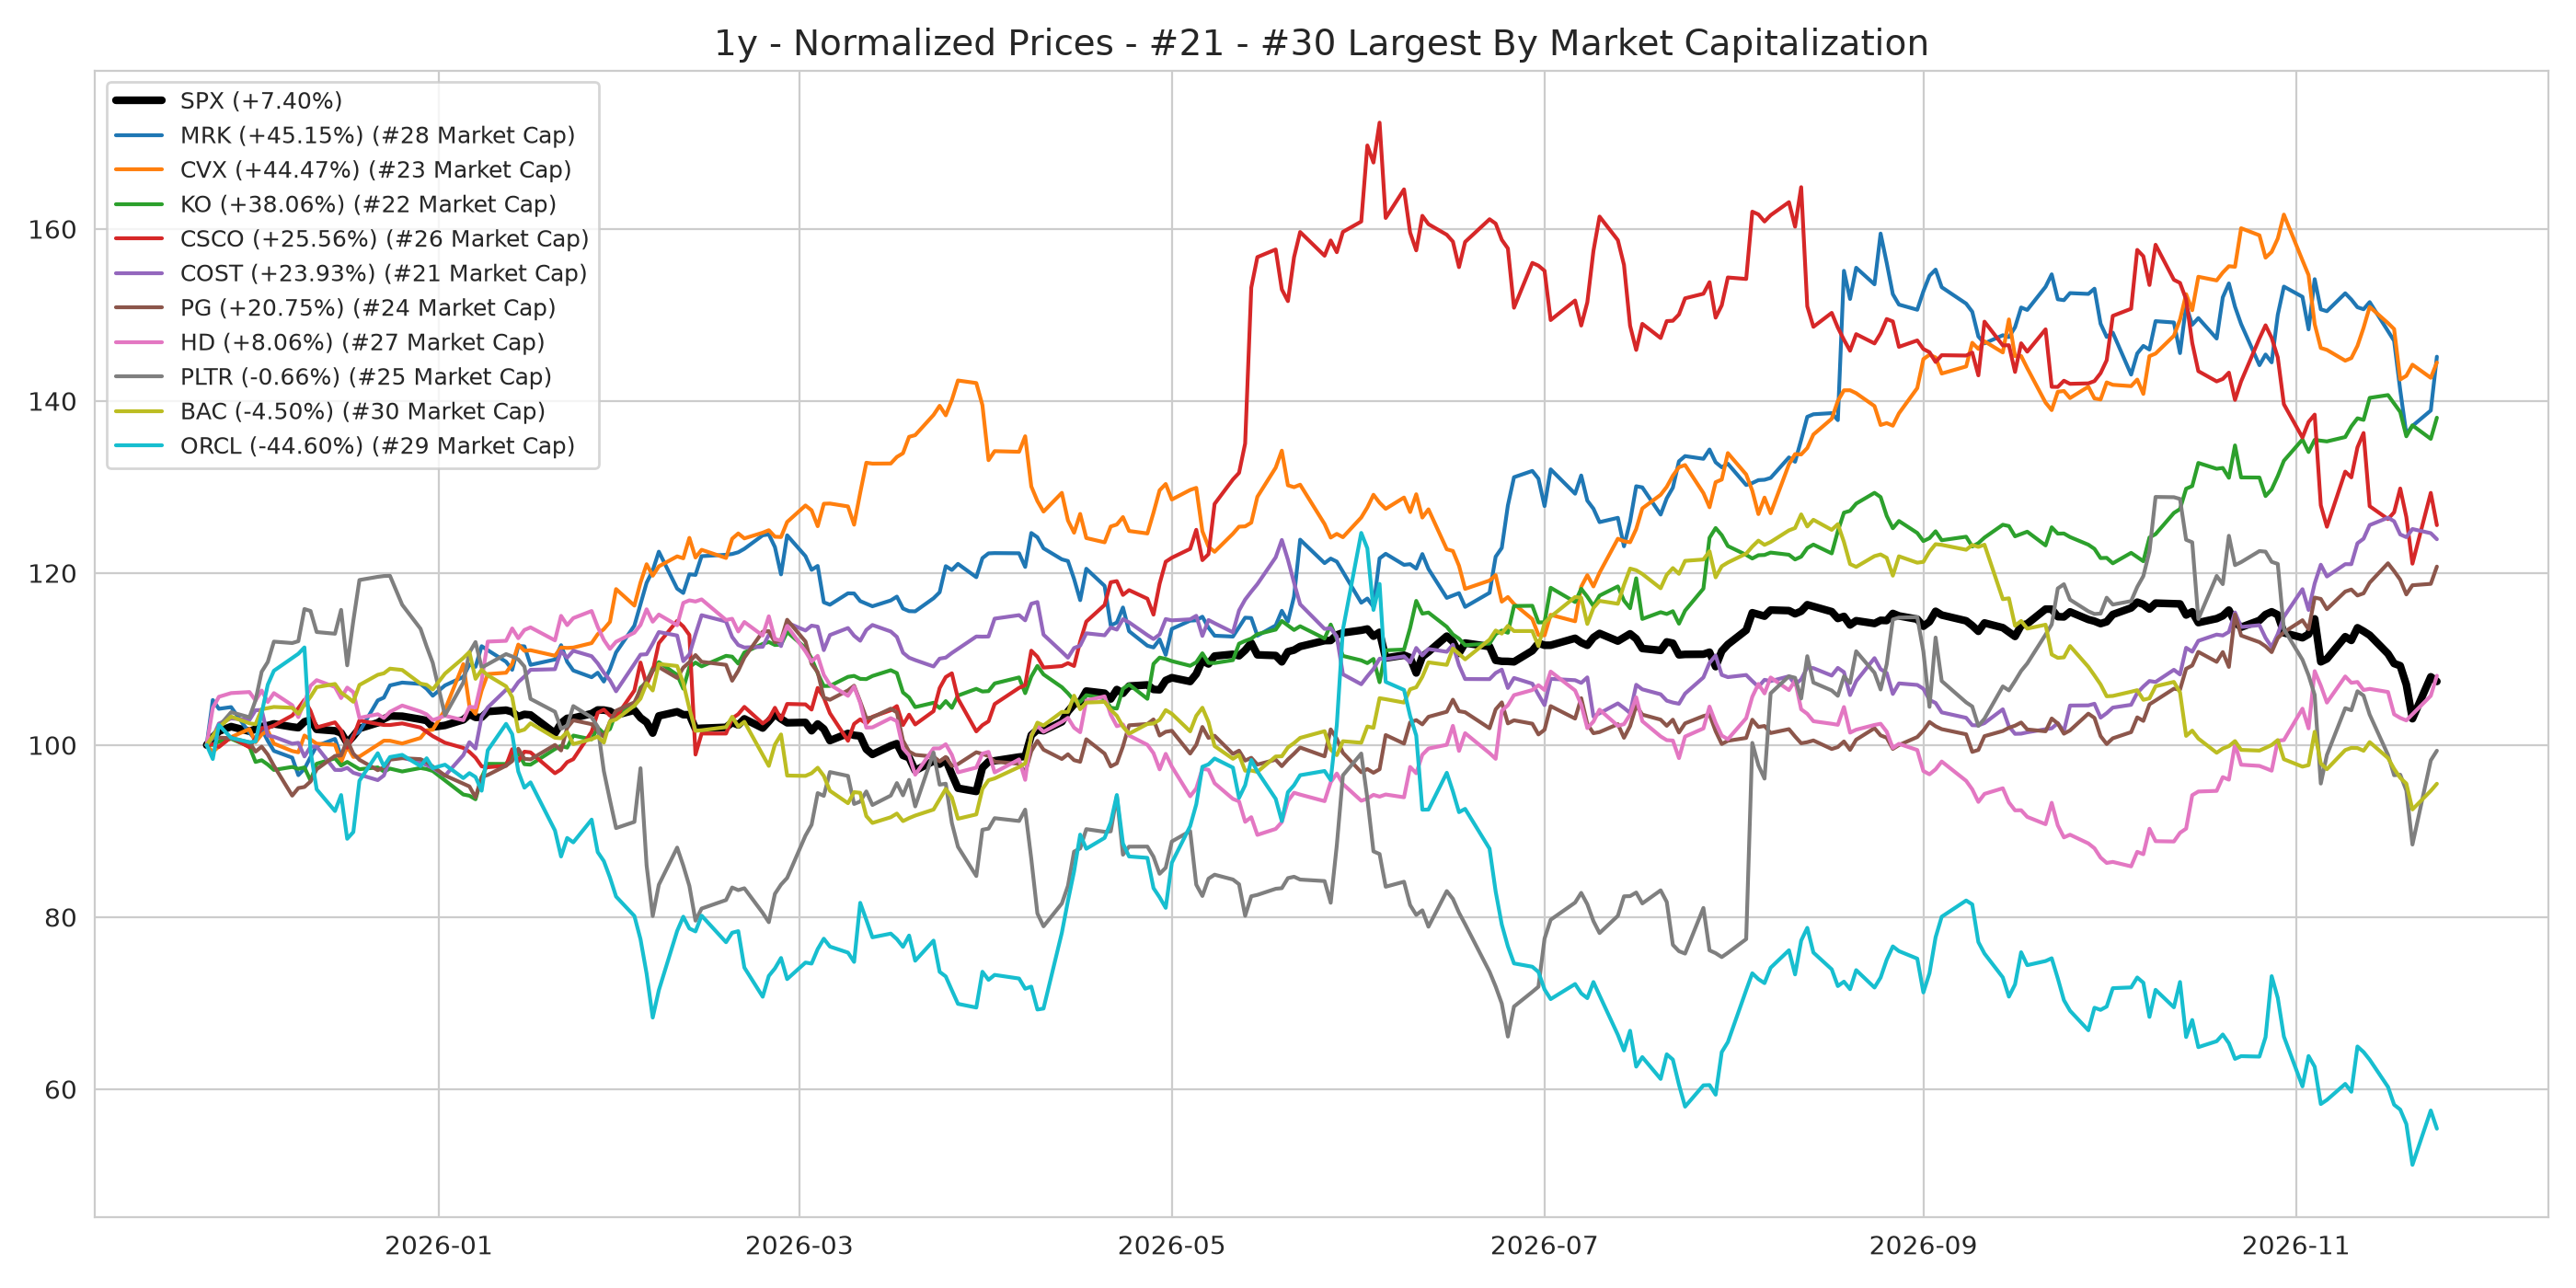 1y - Normalized Prices - #21 - #30 Largest By Market Capitalization
SPX (+7.40%)
MRK (+45.15%) (#28 Market Cap)
CVX (+44.47%) (#23 Market Cap)
KO (+38.06%) (#22 Market Cap)
CSCO (+25.56%) (#26 Market Cap)
COST (+23.93%) (#21 Market Cap)
PG (+20.75%) (#24 Market Cap)
HD (+8.06%) (#27 Market Cap)
PLTR (-0.66%) (#25 Market Cap)
BAC (-4.50%) (#30 Market Cap)
ORCL (-44.60%) (#29 Market Cap)
160
140
120
100
80
60
2026-01
2026-03
2026-05
2026-07
2026-09
2026-11